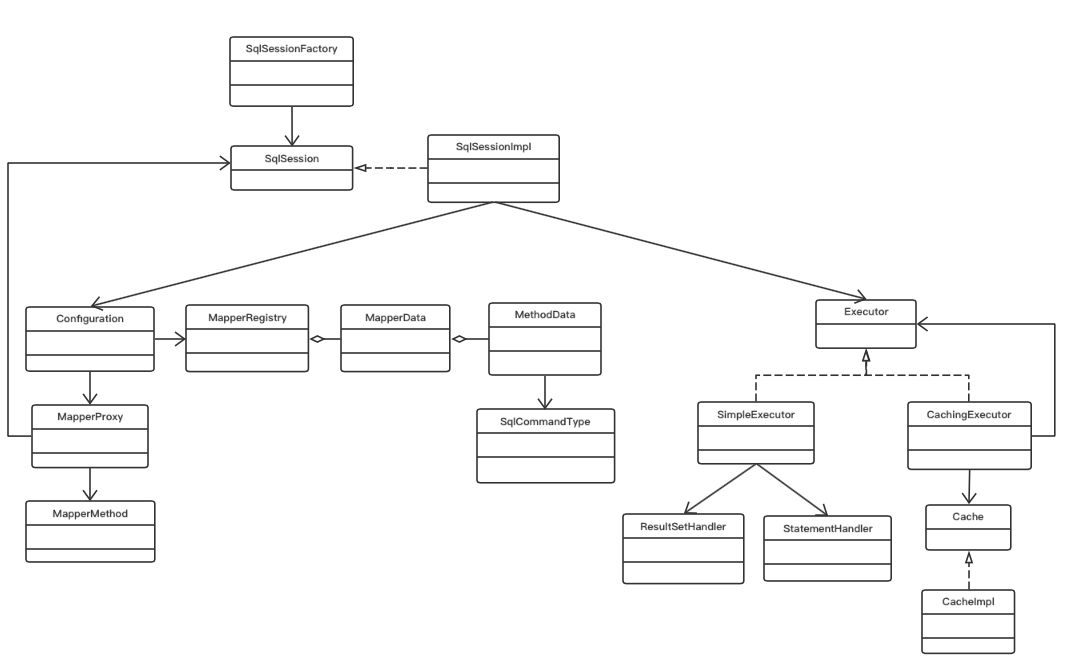 SqlSessionFactory
SqlSession
SqlSessionImpl
Configuration
MapperRegistry
MapperData
MethodData
Executor
MapperProxy
SqlCommandType
SimpleExecutor
CachingExecutor
MapperMethod
ResultSetHandler
StatementHandler
Cache
CacheImpl